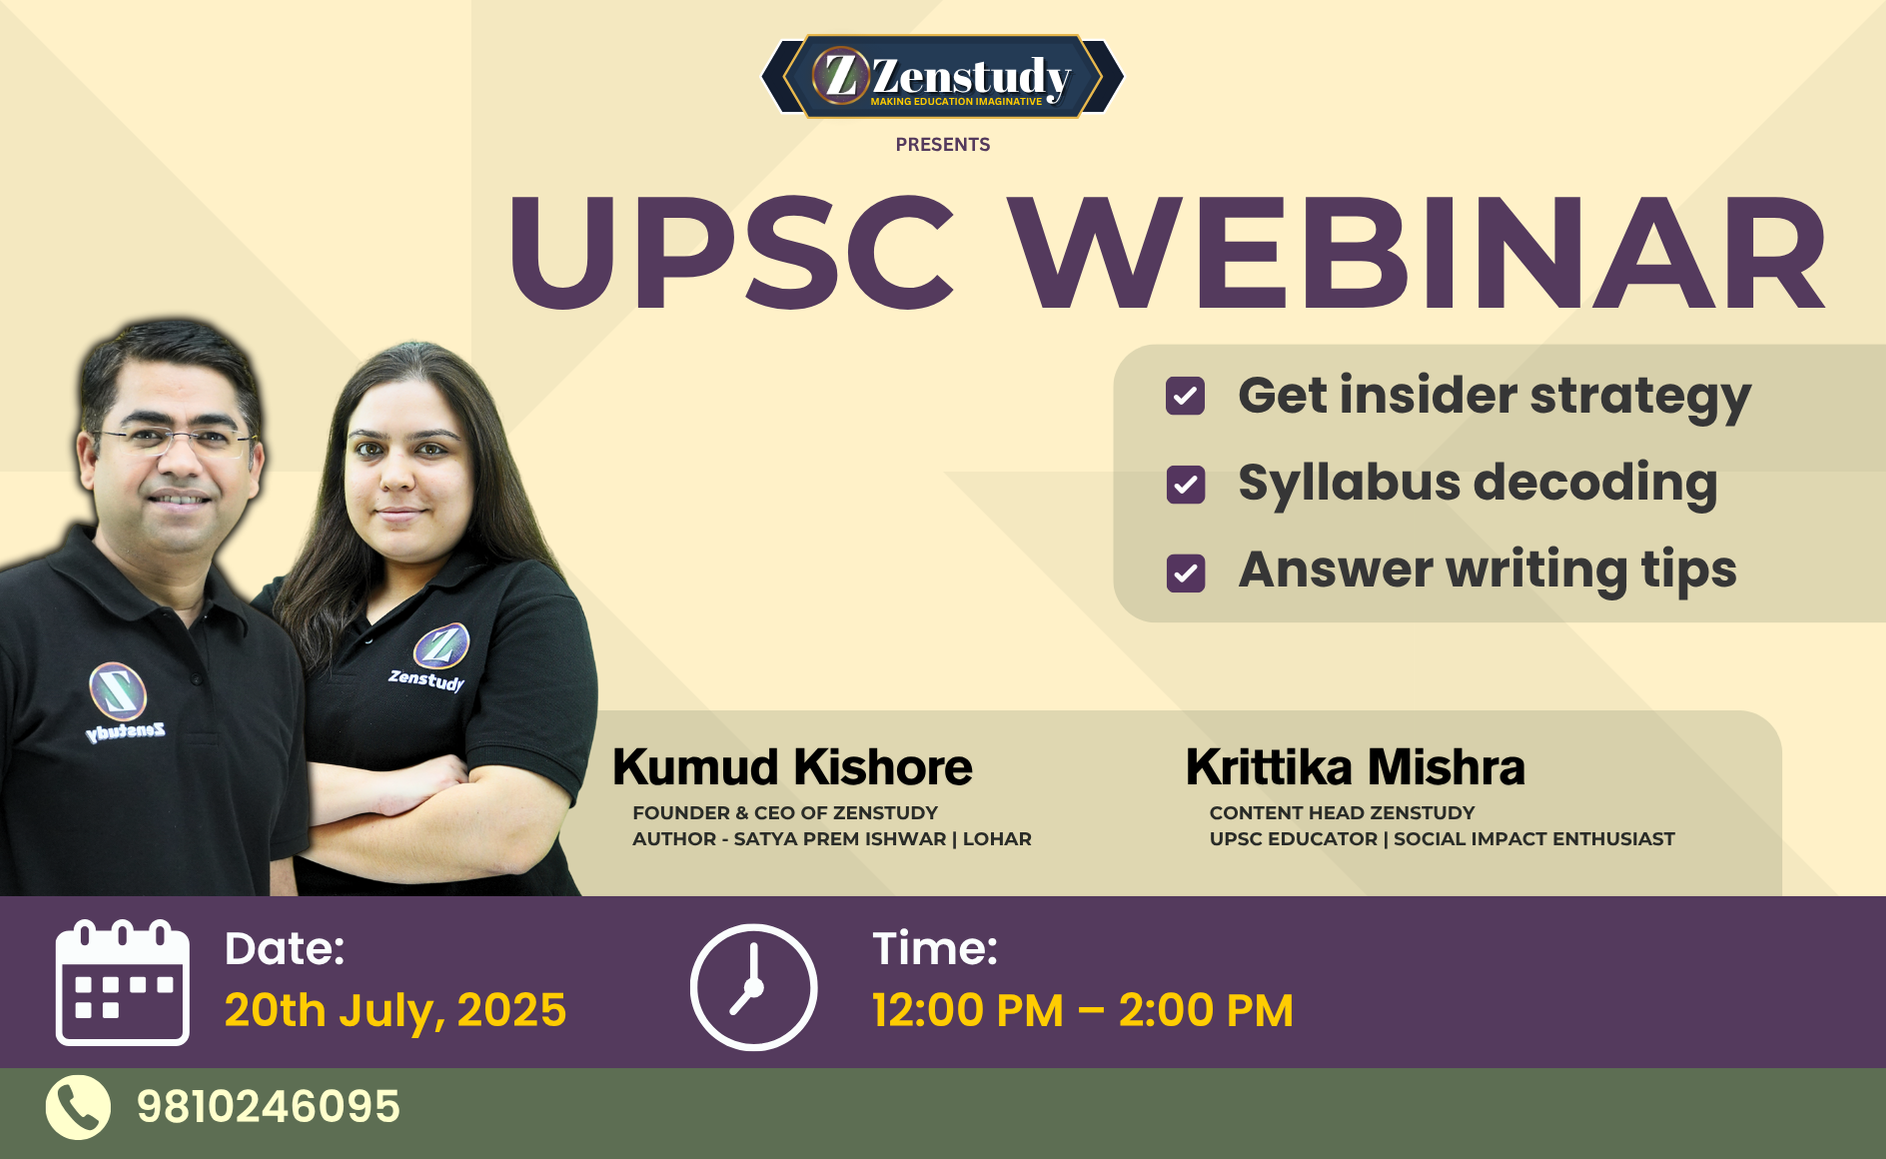 Z Zenstudy
MAKING EDUCATION IMAGINATIVE
PRESENTS
UPSC WEBINAR
Get insider strategy
Syllabus decoding
Answer writing tips
Z
Zenstudy
Z
Zenstudy
Kumud Kishore
FOUNDER & CEO OF ZENSTUDY
AUTHOR - SATYA PREM ISHWAR | LOHAR
Krittika Mishra
CONTENT HEAD ZENSTUDY
UPSC EDUCATOR | SOCIAL IMPACT ENTHUSIAST
Date:
20th July, 2025
Time:
12:00 PM – 2:00 PM
9810246095